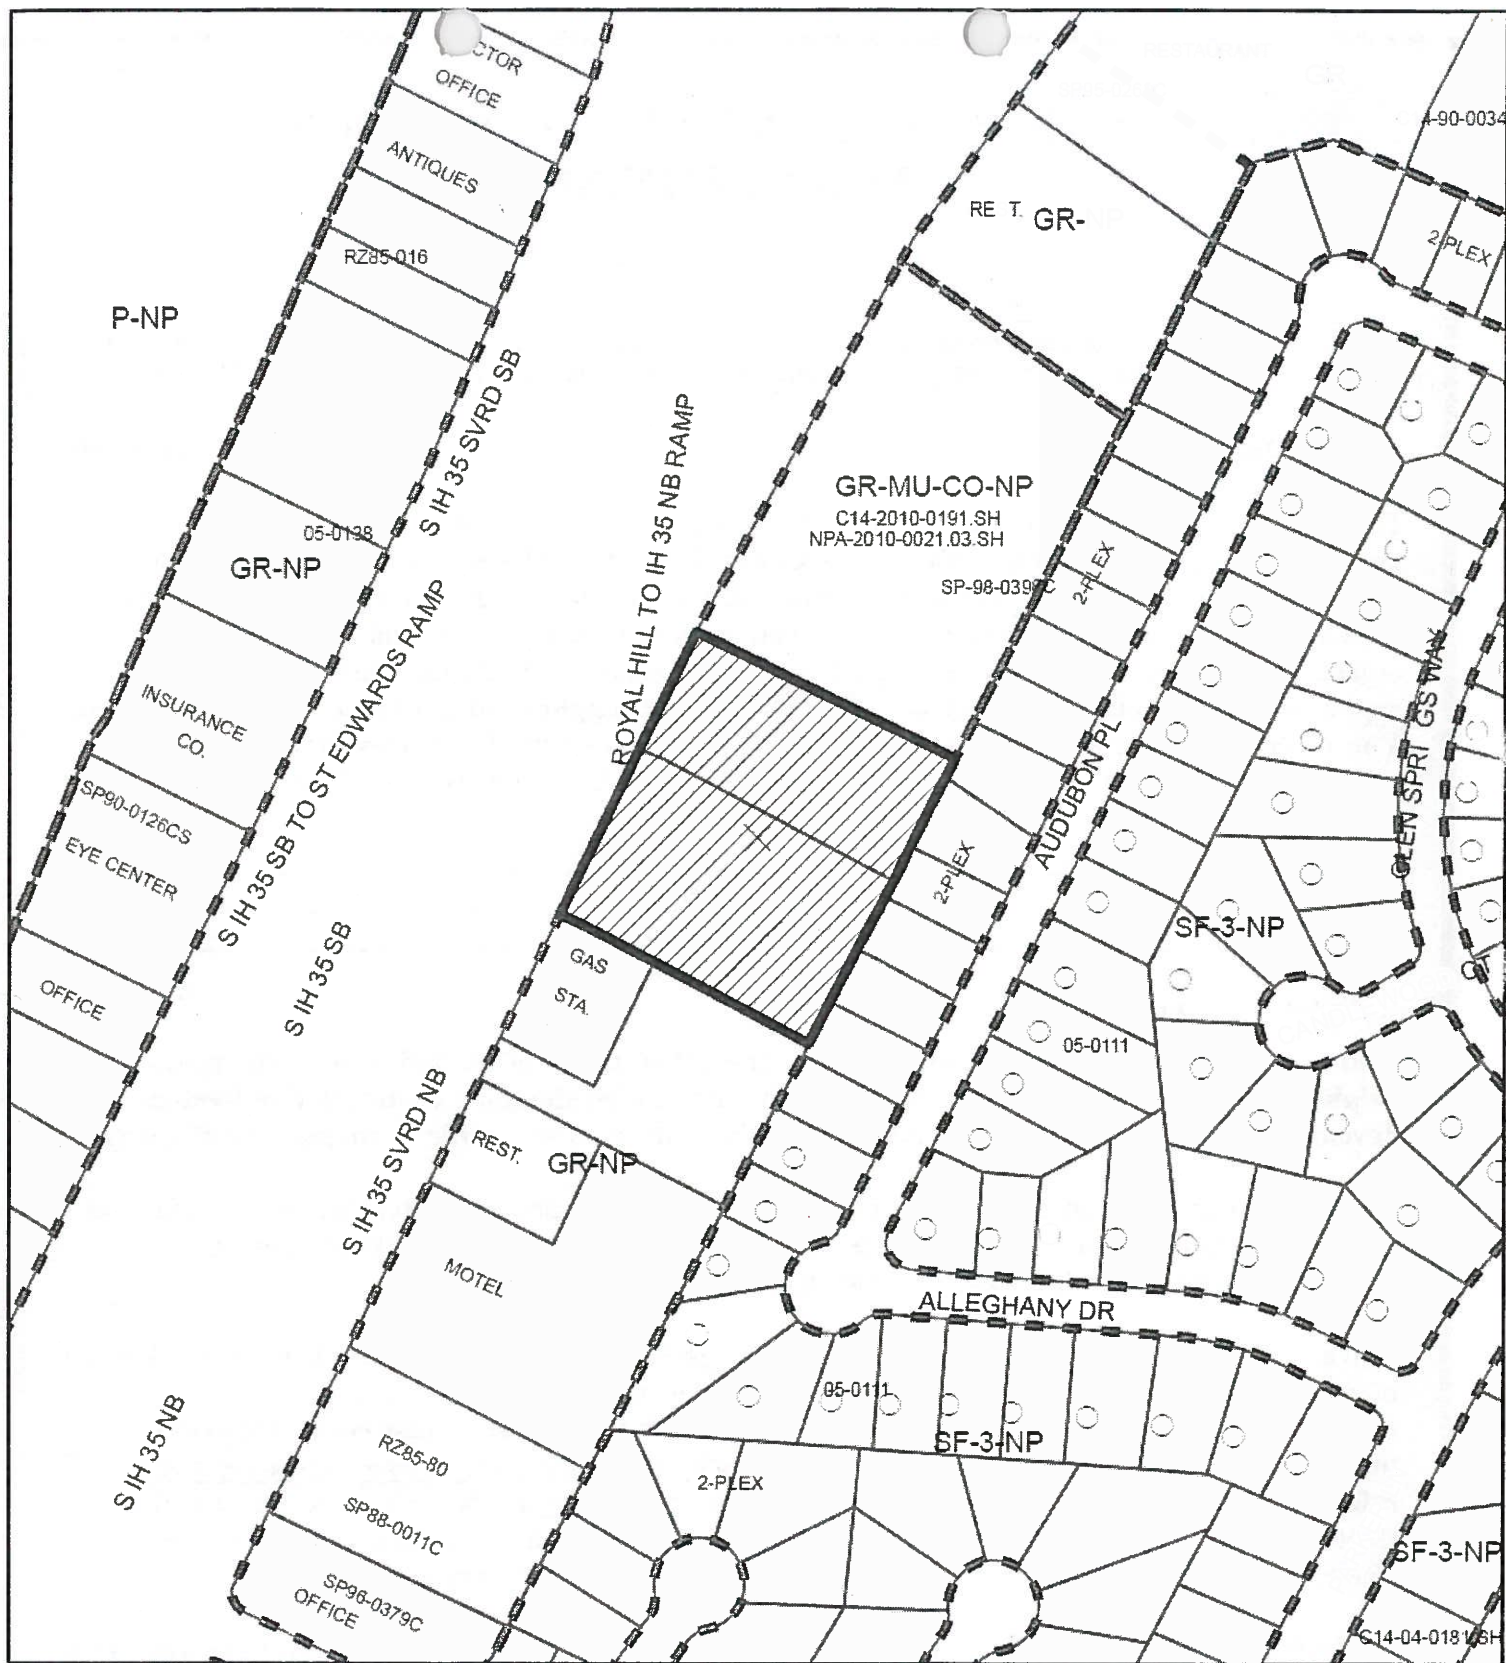 CTOR
OFFICE
ANTIQUES
RZ85-016
P-NP
S IH 35 SVRD SB
05-0138
GR-NP
INSURANCE
CO.
SP90-0126CS
EYE CENTER
OFFICE
S IH 35 SB TO ST EDWARDS RAMP
S IH 35 SB
ROYAL HILL TO IH 35 NB RAMP
S IH 35 SVRD NB
S IH 35 NB
4-90-0034
RE T. GR-
2-PLEX
GR-MU-CO-NP
C14-2010-0191.SH
NPA-2010-0021.03.SH
2-PLEX
2-PLEX
AUDUBON PL
GLEN SPRI GS WAY
SF-3-NP
05-0111
GAS
STA.
REST.
GR-NP
MOTEL
ALLEGHANY DR
05-0111
SF-3-NP
2-PLEX
RZ85-80
SP88-0011C
SP96-0379C
OFFICE
SF-3-NP
C14-04-0181.SH